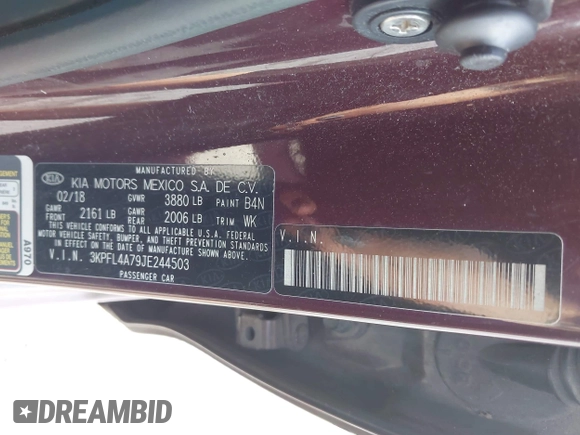 MANUFACTURED BY
KIA KIA MOTORS MEXICO S.A. DE C.V.
02/18 GVWR 3880 LB PAINT B4N
GAWR FRONT 2161 LB GAWR REAR 2006 LB TRIM WK
THIS VEHICLE CONFORMS TO ALL APPLICABLE U.S. FEDERAL
MOTOR VEHICLE SAFETY, BUMPER, AND THEFT PREVENTION STANDARDS
IN EFFECT ON THE DATE OF MANUFACTURE SHOWN ABOVE.
V.I.N. 3KPFL4A79JE244503
PASSENGER CAR
V.I.N.
A970
DREAMBID